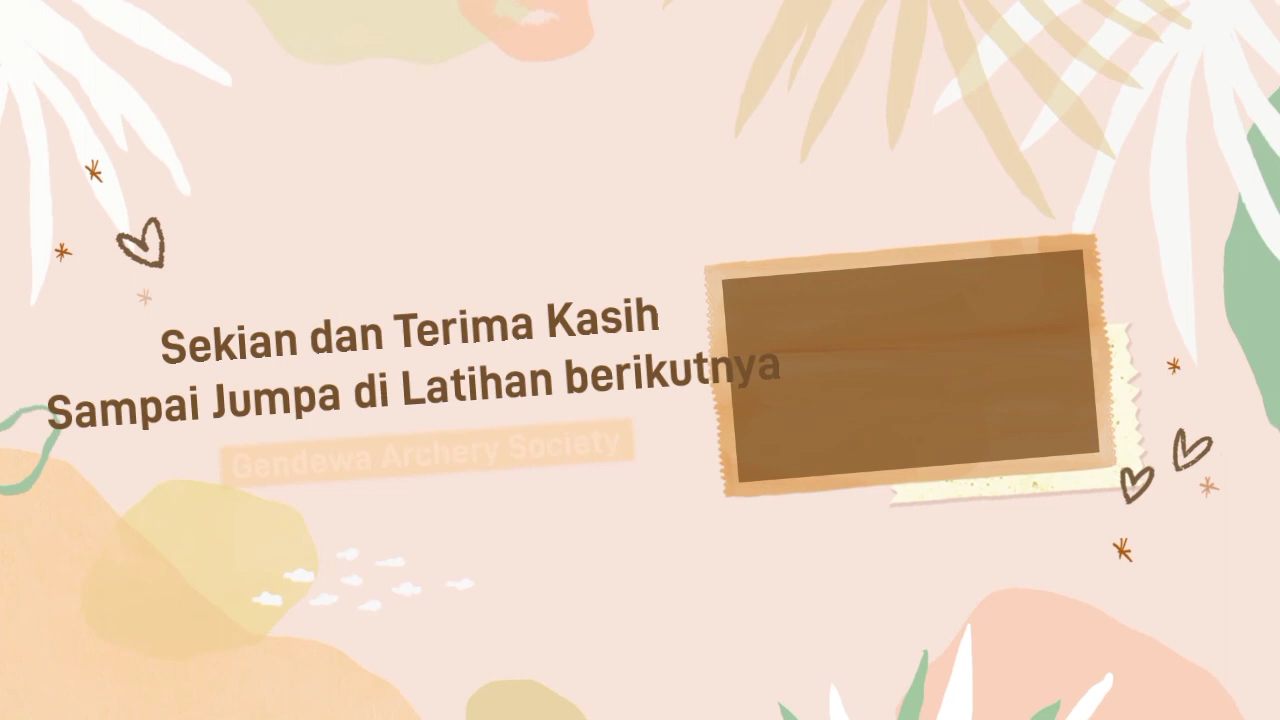 Sekian dan Terima Kasih
Sampai Jumpa di Latihan berikutnya
Gendewa Archery Society